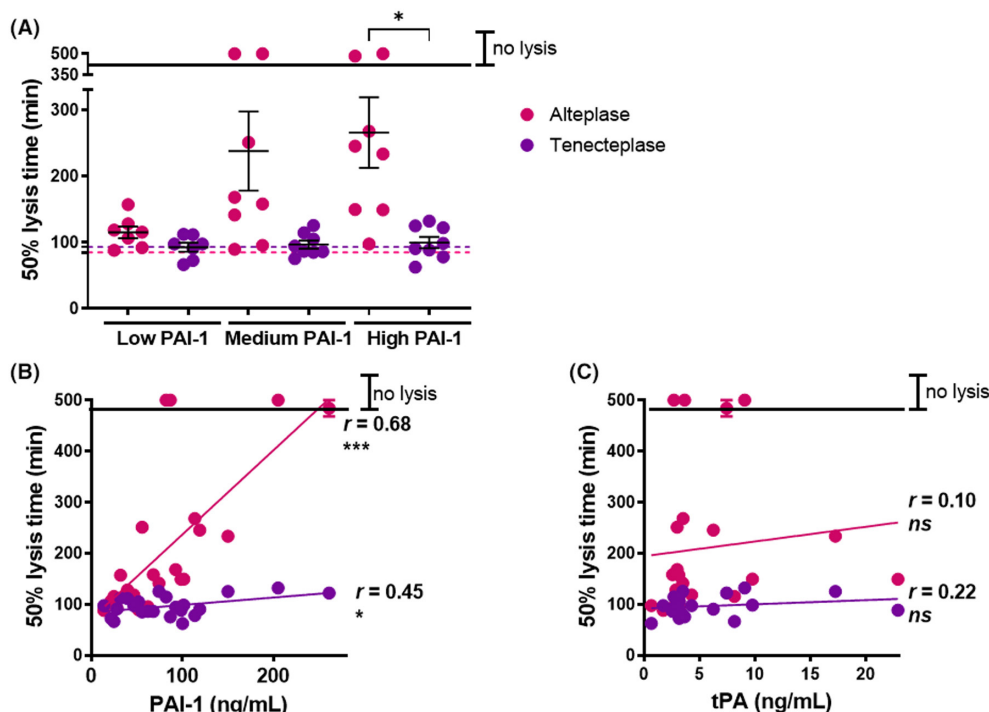 (A)
*
no lysis
500
350
300
200
100
0
50% lysis time (min)
Alteplase
Tenecteplase
Low PAI-1
Medium PAI-1
High PAI-1
(B)
500
400
300
200
100
0
50% lysis time (min)
no lysis
r = 0.68
***
r = 0.45
*
0
100
200
PAI-1 (ng/mL)
(C)
500
400
300
200
100
0
50% lysis time (min)
no lysis
r = 0.10
ns
r = 0.22
ns
0
5
10
15
20
tPA (ng/mL)